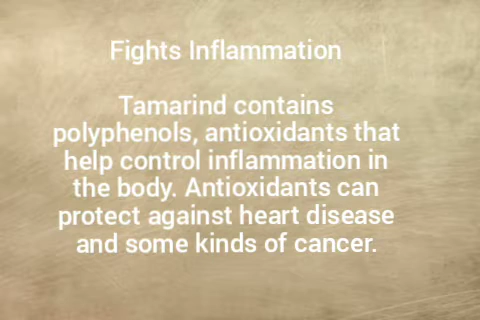 Fights Inflammation
Tamarind contains
polyphenols, antioxidants that
help control inflammation in
the body. Antioxidants can
protect against heart disease
and some kinds of cancer.